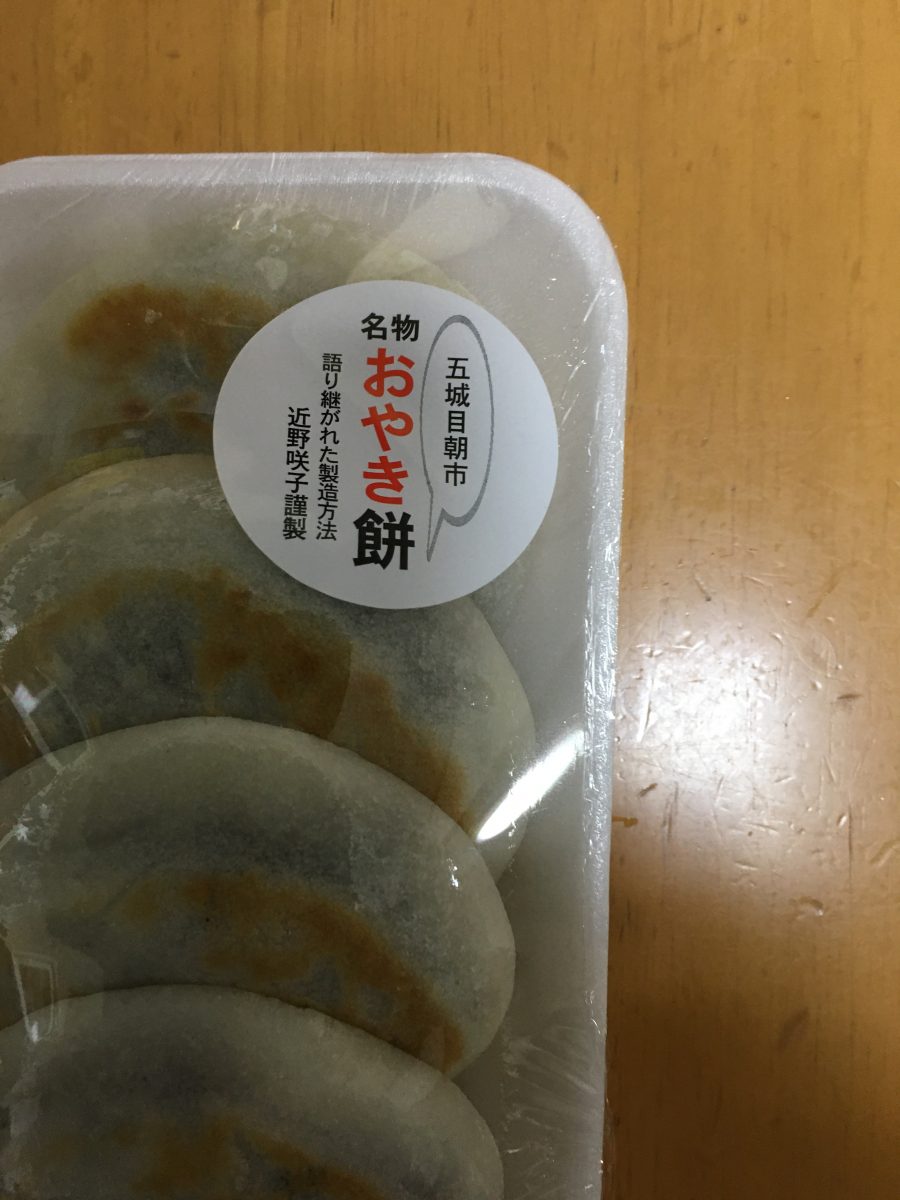 五城目朝市
名物
おやき餅
語り継がれた製造方法
近野咲子謹製